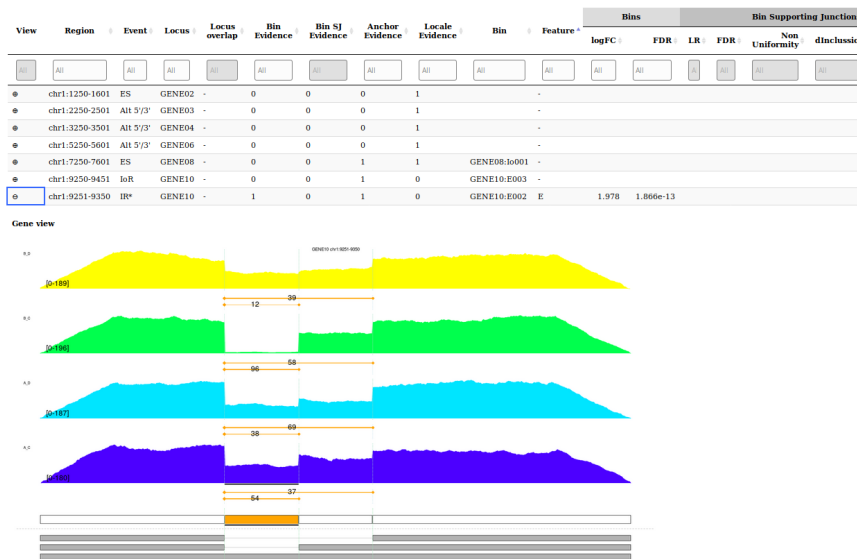 Bins Bin Supporting Junction
View Region Event Locus Locus overlap Bin Evidence Bin SJ Evidence Anchor Evidence Locale Evidence Bin Feature logFC FDR LR FDR Non Uniformity dInclussio
All All All All All All All All All All All All All A All All All
chr1:1250-1601 ES GENE02 - 0 0 0 1 -
chr1:2250-2501 Alt 5'/3' GENE03 - 0 0 0 1 -
chr1:3250-3501 Alt 5'/3' GENE04 - 0 0 0 1 -
chr1:5250-5601 Alt 5'/3' GENE06 - 0 0 0 1 -
chr1:7250-7601 ES GENE08 - 0 0 1 1 GENE08:Io001 -
chr1:9250-9451 IoR GENE10 - 0 0 1 0 GENE10:E003 -
chr1:9251-9350 IR* GENE10 - 1 0 1 0 GENE10:E002 E 1.978 1.866e-13
Gene view
GENE10 chr1:9251-9350
[0-189]
39
12
[0-196]
58
96
[0-187]
69
38
37
54